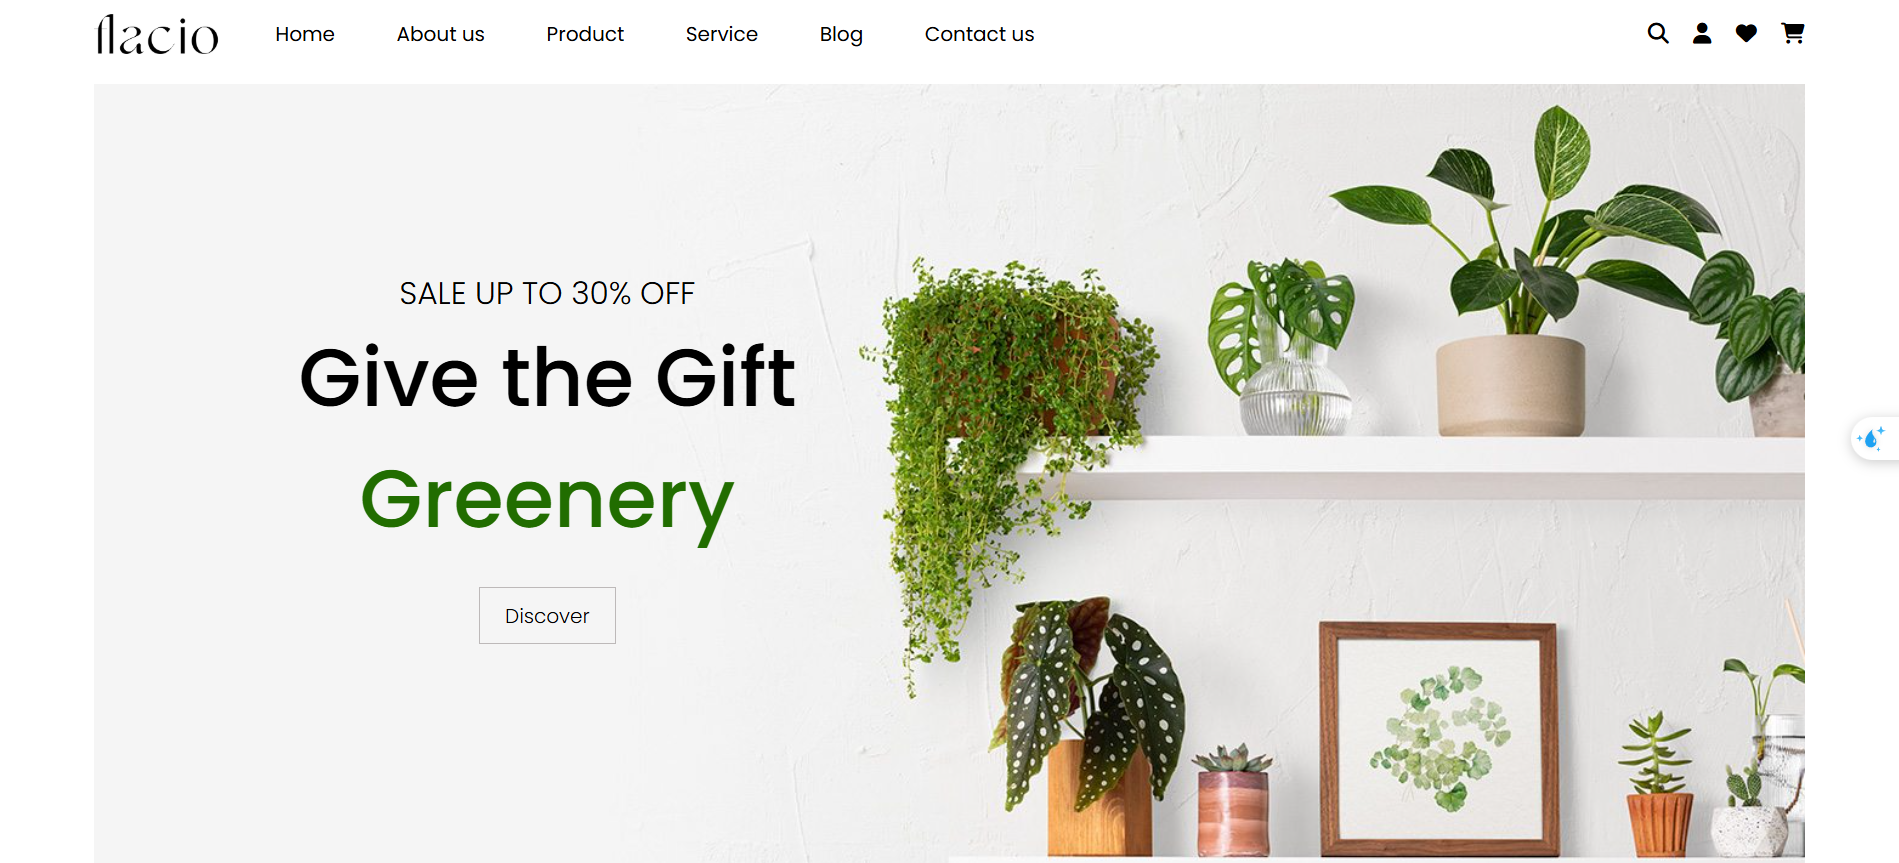 flacio Home About us Product Service Blog Contact us
SALE UP TO 30% OFF
Give the Gift
Greenery
Discover